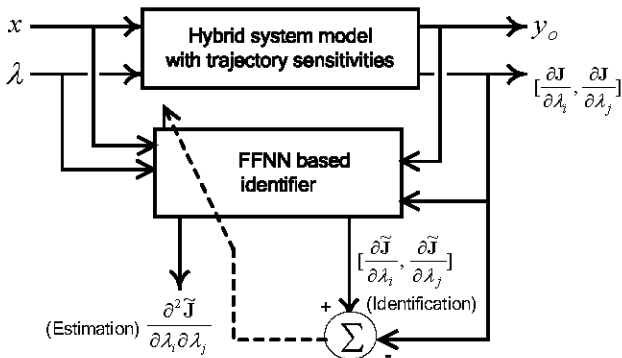 x
Hybrid system model
with trajectory sensitivities
y_O
λ
[∂J/∂λ_i, ∂J/∂λ_j]
FFNN based
identifier
[∂J̃/∂λ_i, ∂J̃/∂λ_j]
(Identification)
(Estimation) ∂²J̃/∂λ_i∂λ_j
+
Σ
-